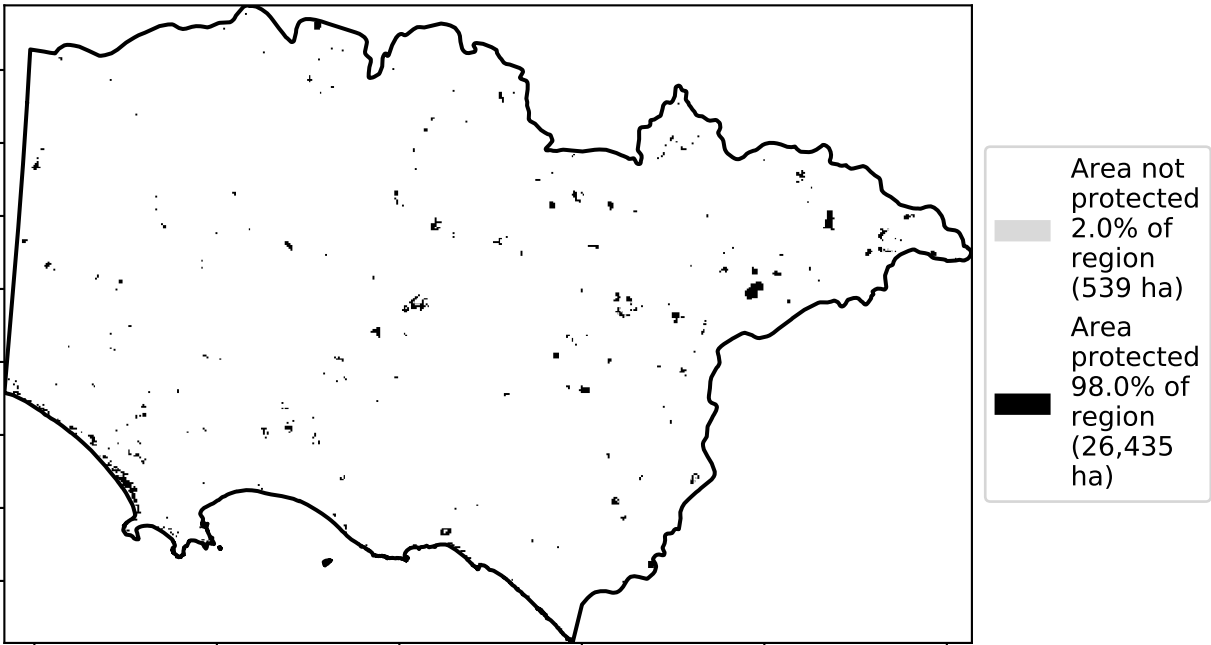 Area not
protected
2.0% of
region
(539 ha)
Area
protected
98.0% of
region
(26,435
ha)